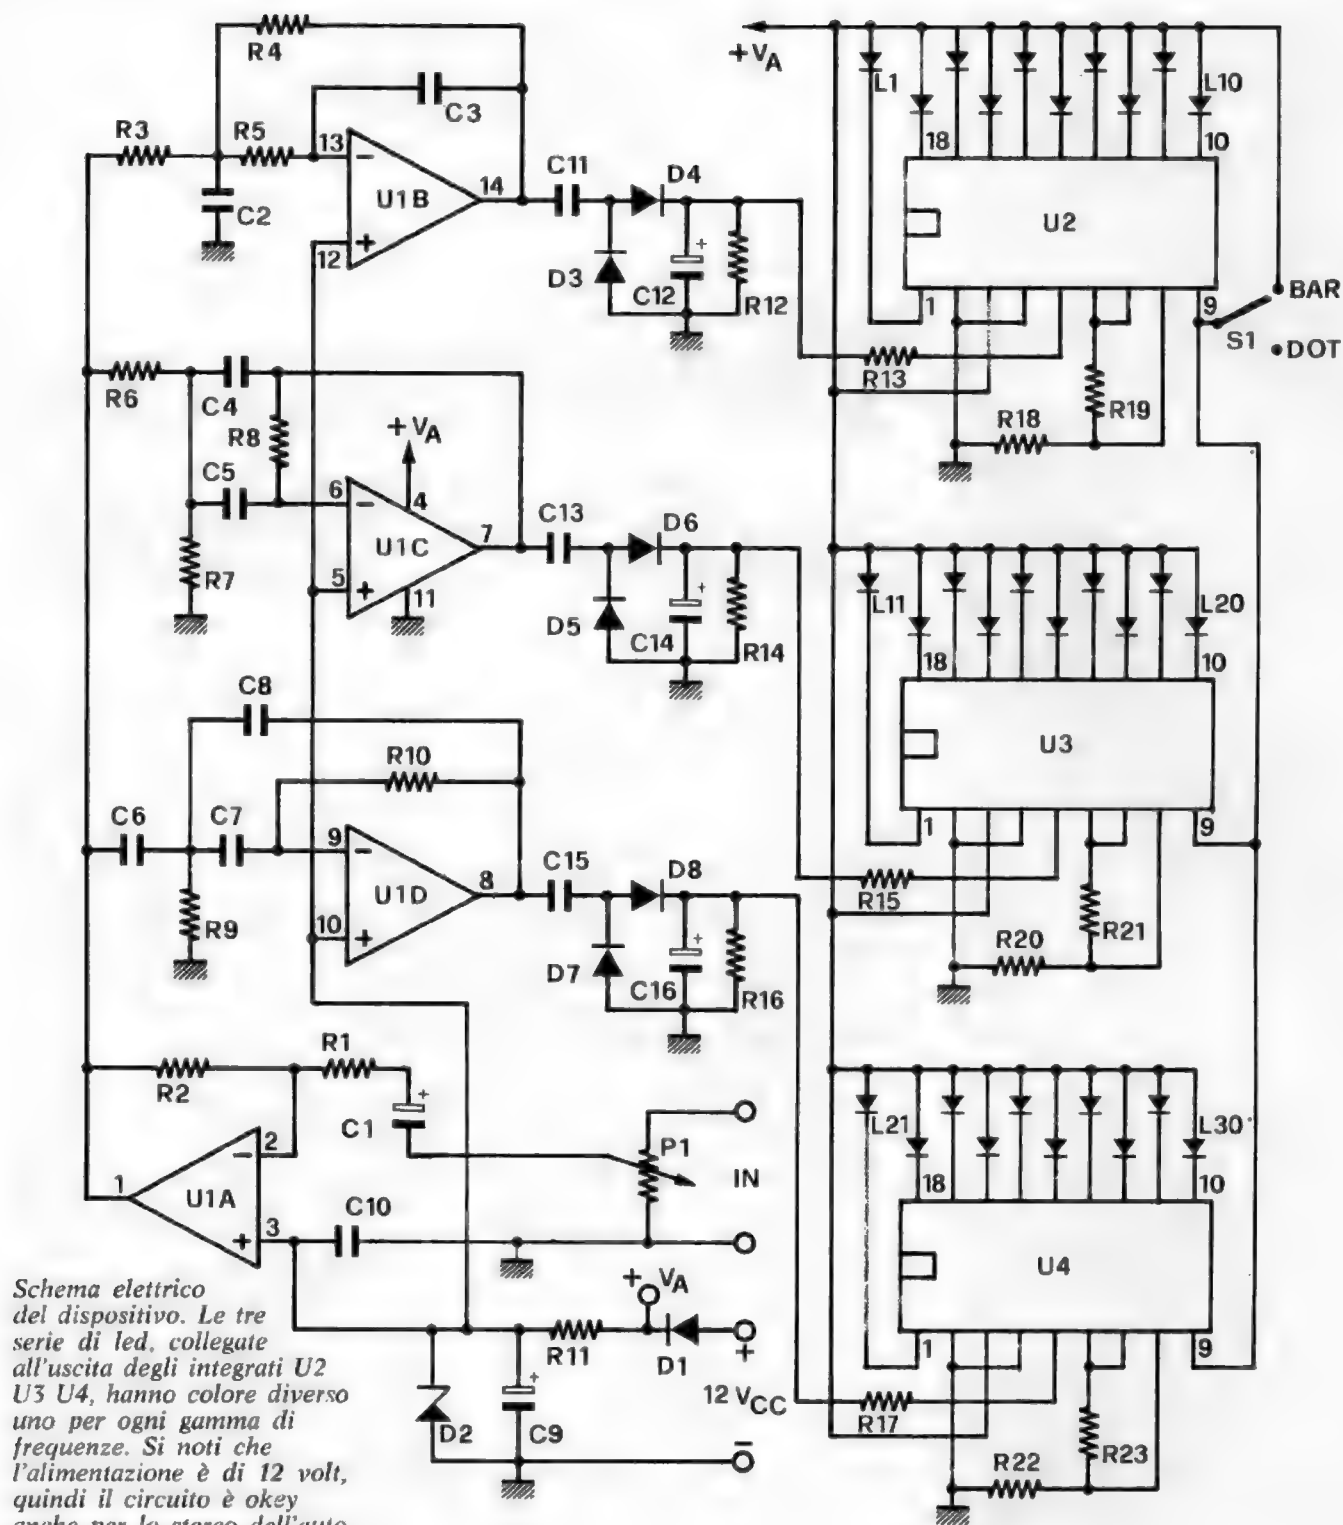 R4
C3
R3
R5
13
−
U1B
14
C2
+
12
C11
D4
D3
C12
+
R12
R6
C4
R8
C5
+VA
6
−
4
U1C
7
5
+
11
R7
C13
D6
D5
C14
+
R14
C8
R10
C6
C7
9
−
U1D
8
10
+
R9
C15
D8
D7
C16
+
R16
R2
R1
+
C1
2
−
1
U1A
3
+
C10
P1
IN
+
VA
R11
D1
+
D2
+
C9
12 VCC
−
+VA
L1
L10
18
10
U2
1
9
BAR
S1
DOT
R13
R19
R18
L11
L20
18
10
U3
1
9
R15
R21
R20
L21
L30
18
10
U4
1
9
R17
R23
R22
Schema elettrico
del dispositivo. Le tre
serie di led, collegate
all'uscita degli integrati U2
U3 U4, hanno colore diverso
uno per ogni gamma di
frequenze. Si noti che
l'alimentazione è di 12 volt,
quindi il circuito è okey
anche per lo stereo dell'auto.